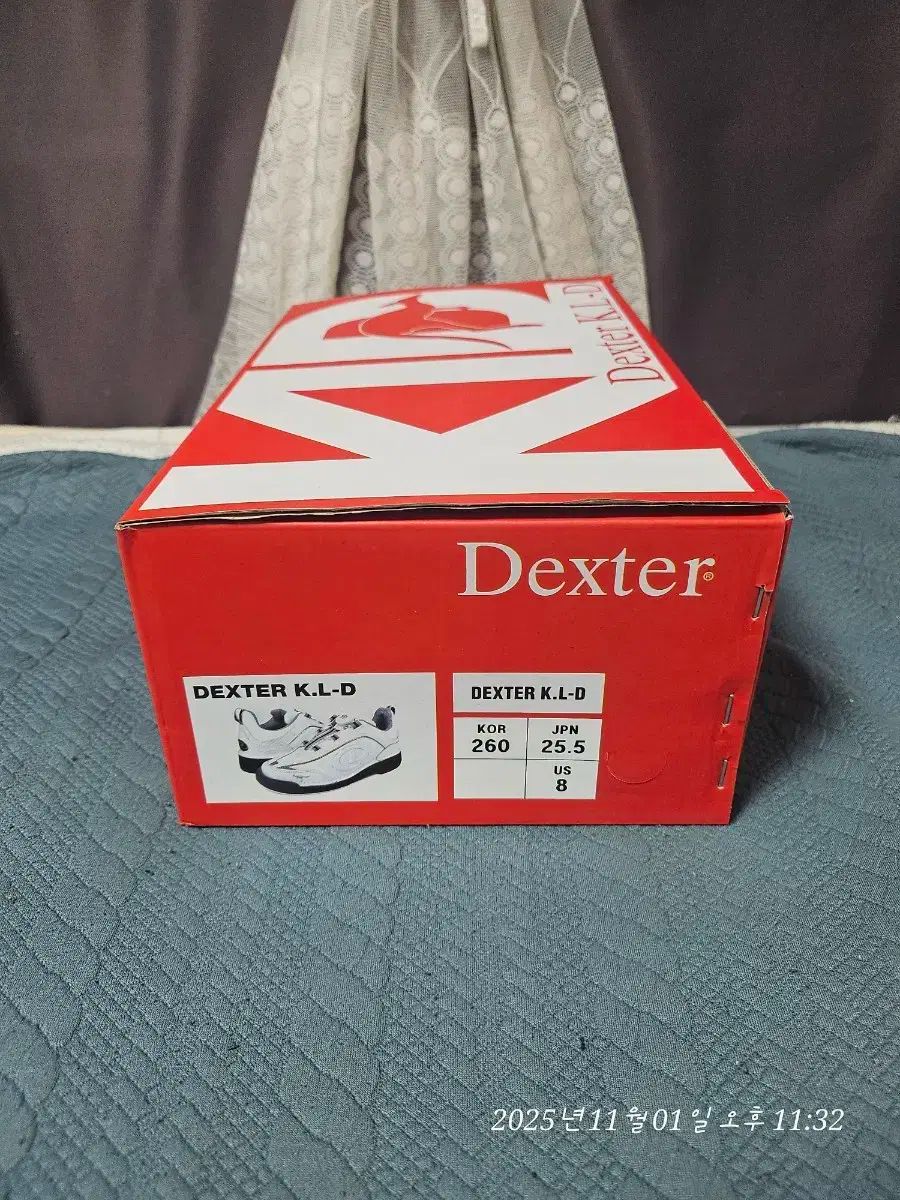 KLD
Dexter K.L-D
Dexter®
DEXTER K.L-D
DEXTER K.L-D
KOR
260
JPN
25.5
US
8
2025년 11월 01일 오후 11:32